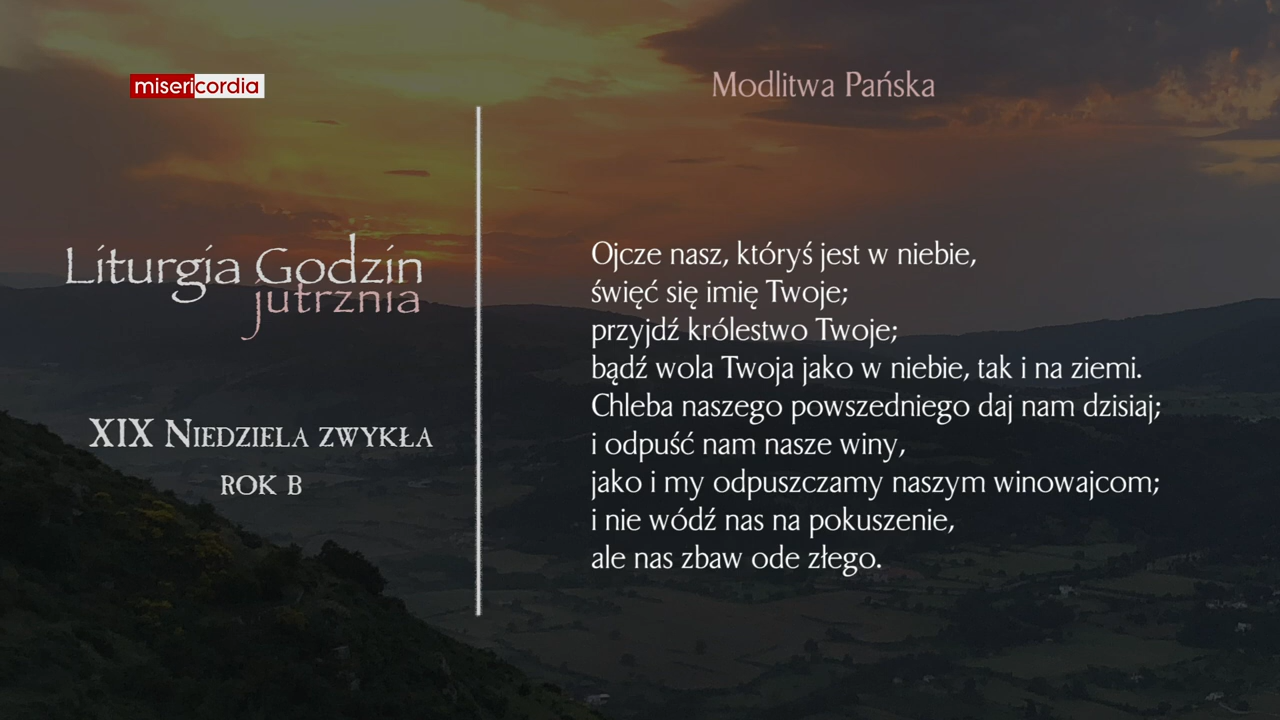 misericordia
Modlitwa Pańska
Liturgia Godzin
jutrznia
XIX Niedziela zwykła
rok B
Ojcze nasz, któryś jest w niebie,
święć się imię Twoje;
przyjdź królestwo Twoje;
bądź wola Twoja jako w niebie, tak i na ziemi.
Chleba naszego powszedniego daj nam dzisiaj;
i odpuść nam nasze winy,
jako i my odpuszczamy naszym winowajcom;
i nie wódź nas na pokuszenie,
ale nas zbaw ode złego.